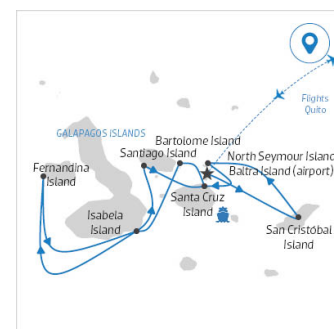 Flights
Quito
GALAPAGOS ISLANDS
Bartolome Island
Santiago Island
North Seymour Island
Baltra Island (airport)
Fernandina
Island
Santa Cruz
Island
Isabela
Island
San Cristóbal
Island